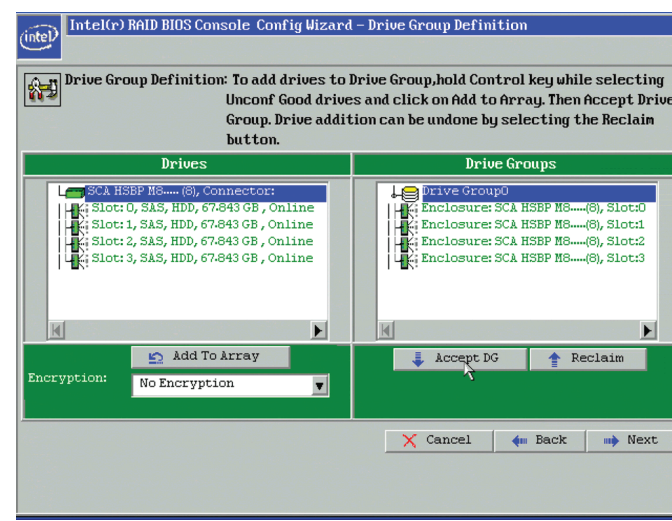 Intel(r) RAID BIOS Console Config Wizard - Drive Group Definition
intel
Drive Group Definition: To add drives to Drive Group,hold Control key while selecting
Unconf Good drives and click on Add to Array. Then Accept Drive
Group. Drive addition can be undone by selecting the Reclaim
button.
Drives
Drive Groups
SCA HSBP M8..... (8), Connector:
Slot: 0, SAS, HDD, 67.843 GB , Online
Slot: 1, SAS, HDD, 67.843 GB , Online
Slot: 2, SAS, HDD, 67.843 GB , Online
Slot: 3, SAS, HDD, 67.843 GB , Online
Drive Group0
Enclosure: SCA HSBP M8.....(8), Slot:0
Enclosure: SCA HSBP M8.....(8), Slot:1
Enclosure: SCA HSBP M8.....(8), Slot:2
Enclosure: SCA HSBP M8.....(8), Slot:3
Add To Array
Accept DG
Reclaim
Encryption:
No Encryption
Cancel
Back
Next